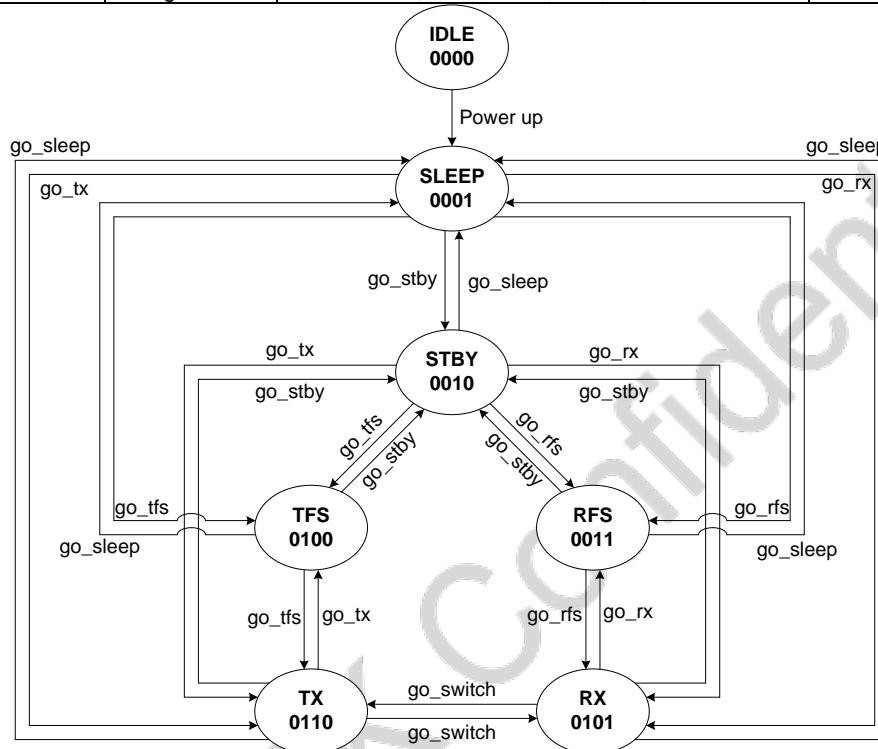 IDLE
0000
Power up
go_sleep
go_sleep
go_tx
SLEEP
0001
go_rx
go_stby
go_sleep
go_tx
go_rx
go_stby
STBY
0010
go_stby
go_tfs
go_stby
go_rfs
go_stby
go_tfs
TFS
0100
RFS
0011
go_rfs
go_sleep
go_sleep
go_tfs
go_tx
go_rfs
go_rx
TX
0110
go_switch
go_switch
RX
0101
Confident